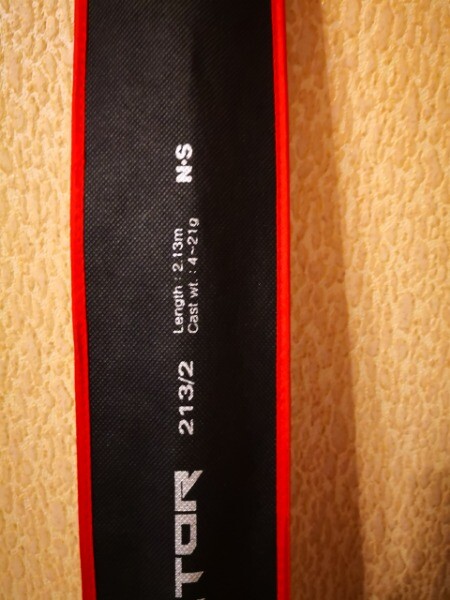 TOR
213/2
Length : 2.13m
Cast wt. : 4~21g
N·S